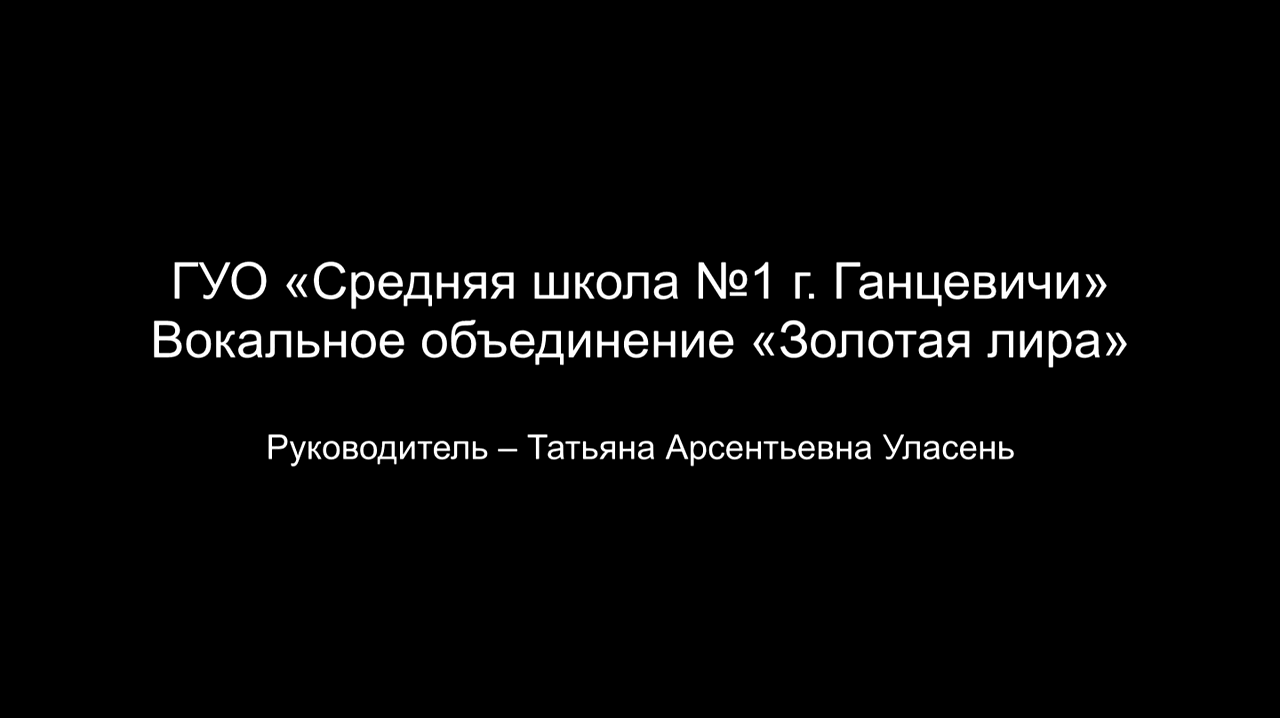 ГУО «Средняя школа №1 г. Ганцевичи»
Вокальное объединение «Золотая лира»
Руководитель – Татьяна Арсентьевна Уласень